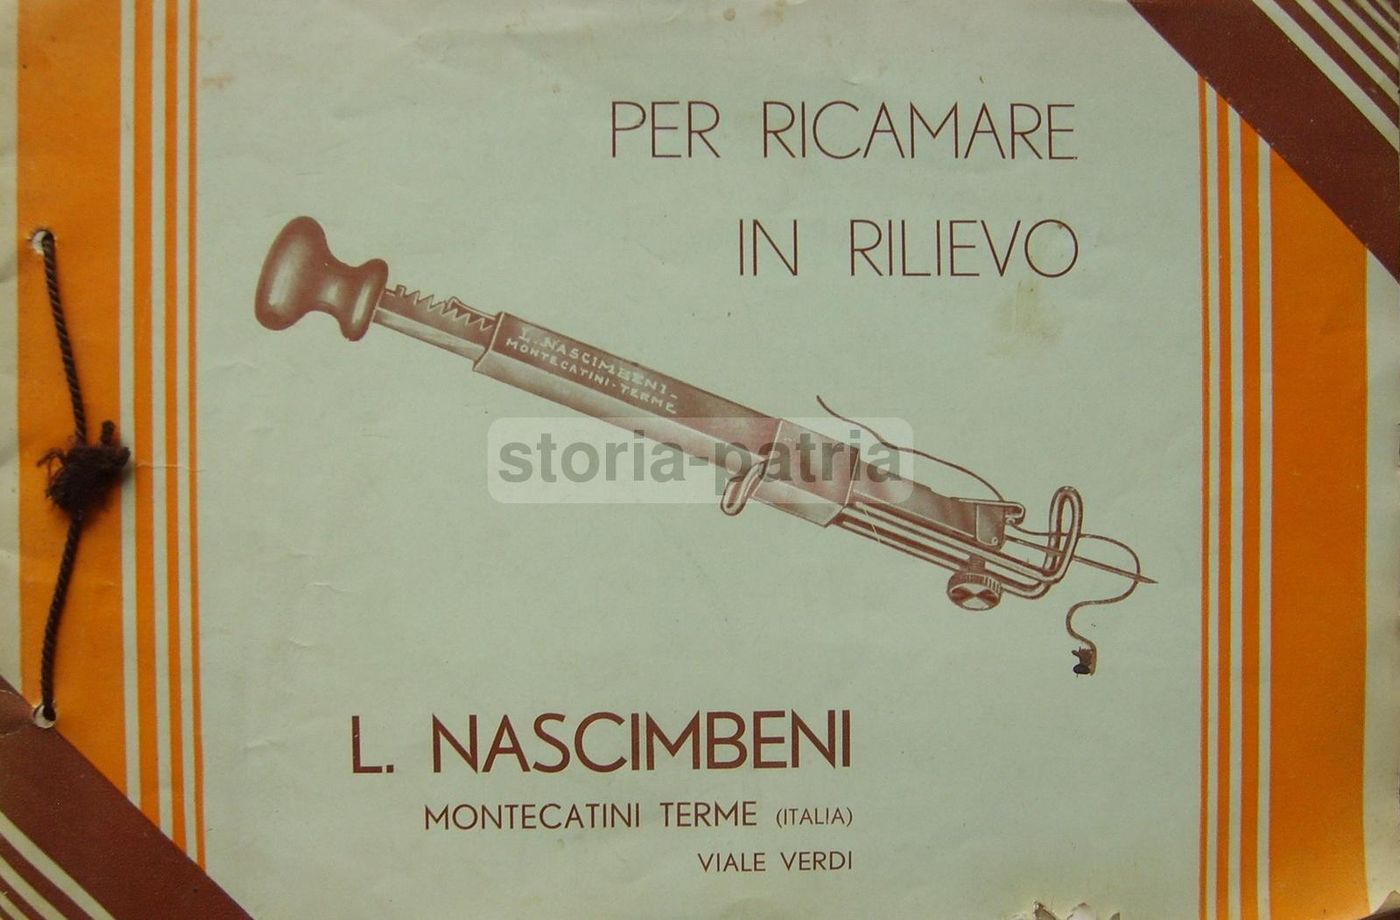 PER RICAMARE
IN RILIEVO
L. NASCIMBENI -
MONTECATINI - TERME
storia-patria
L. NASCIMBENI
MONTECATINI TERME (ITALIA)
VIALE VERDI